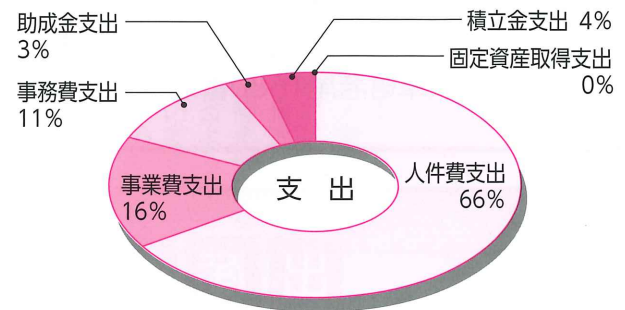 助成金支出
3%
積立金支出 4%
固定資産取得支出
0%
事務費支出
11%
事業費支出
16%
支 出
人件費支出
66%